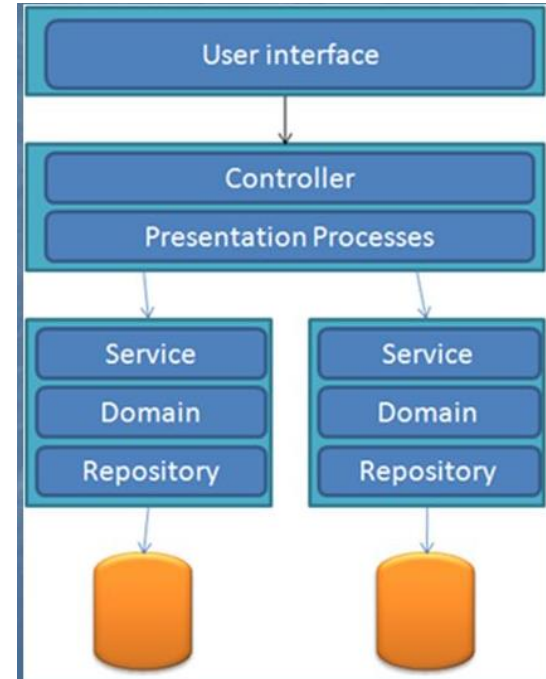 User interface
Controller
Presentation Processes
Service
Domain
Repository
Service
Domain
Repository